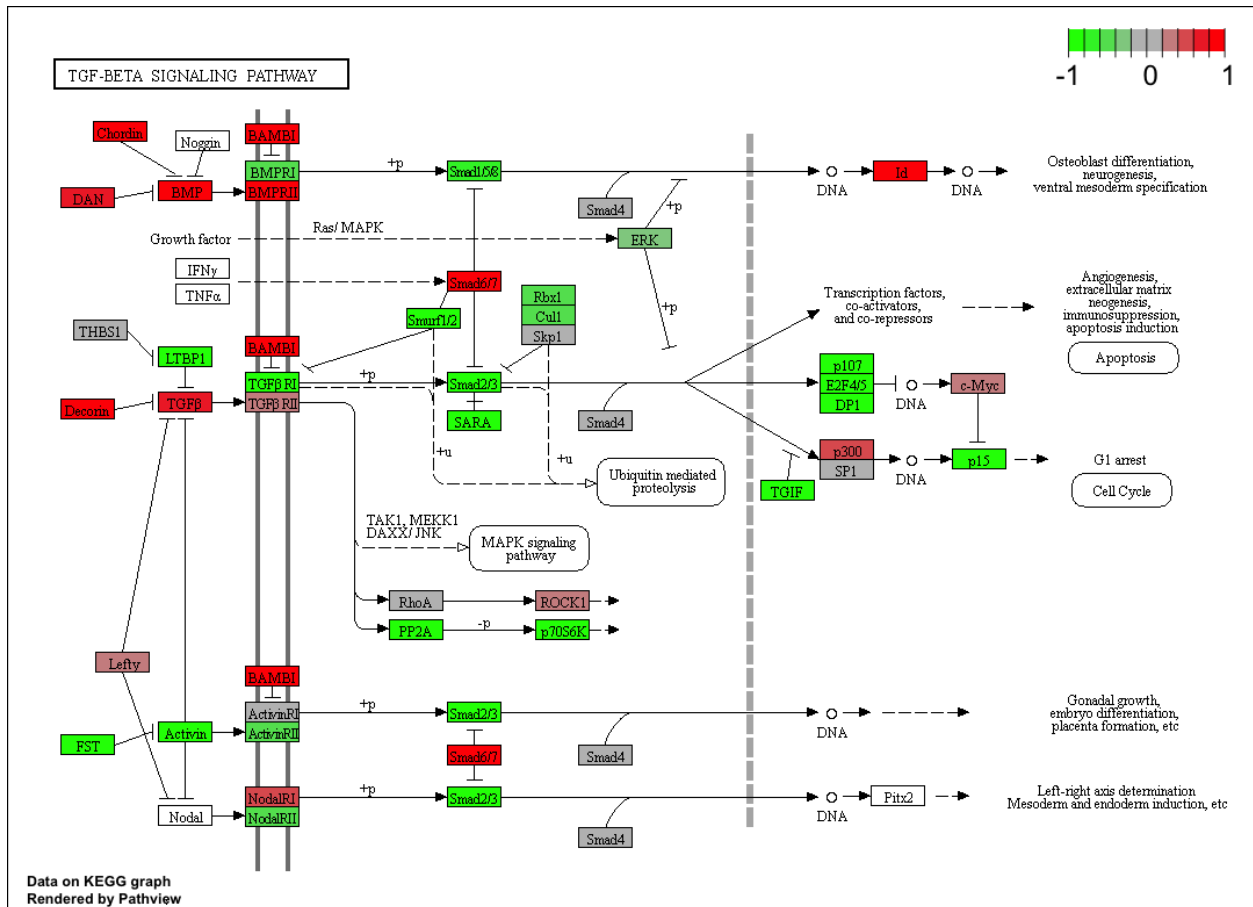 -1 0 1
TGF-BETA SIGNALING PATHWAY
Chordin
Noggin
BAMBI
DAN
BMP
BMPRI
BMPRII
+p
Smad1/5/8
Smad4
DNA
Id
DNA
Osteoblast differentiation,
neurogenesis,
ventral mesoderm specification
Growth factor
Ras/ MAPK
ERK
+p
+p
IFNγ
TNFα
Smad6/7
Smurf1/2
Rbx1
Cul1
Skp1
Transcription factors,
co-activators,
and co-repressors
Angiogenesis,
extracellular matrix
neogenesis,
immunosuppression,
apoptosis induction
Apoptosis
THBS1
LTBP1
BAMBI
Decorin
TGFβ
TGFβ RI
TGFβ RII
+p
Smad2/3
SARA
Smad4
+u
+u
Ubiquitin mediated
proteolysis
p107
E2F4/5
DP1
DNA
c-Myc
p300
SP1
TGIF
DNA
p15
G1 arrest
Cell Cycle
TAK1, MEKK1
DAXX/ JNK
MAPK signaling
pathway
RhoA
ROCK1
PP2A
-p
p70S6K
Lefty
BAMBI
FST
Activin
ActivinRI
ActivinRII
+p
Smad2/3
Smad4
DNA
Gonadal growth,
embryo differentiation,
placenta formation, etc
Smad6/7
Nodal
NodalRI
NodalRII
+p
Smad2/3
Smad4
DNA
Pitx2
Left-right axis determination
Mesoderm and endoderm induction, etc
Data on KEGG graph
Rendered by Pathview